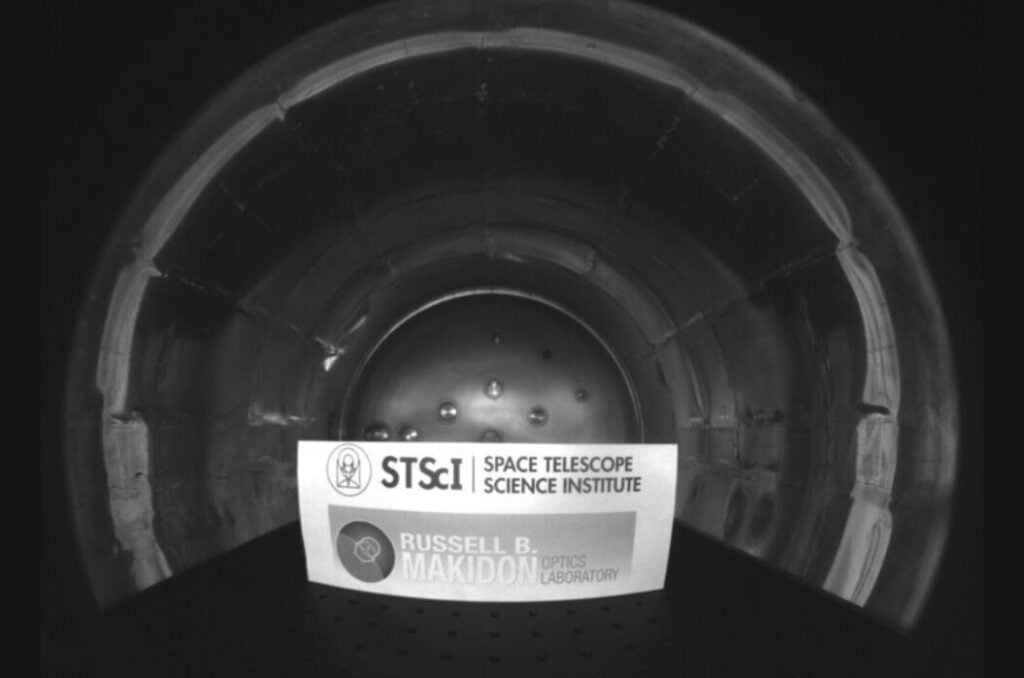 STScI
SPACE TELESCOPE
SCIENCE INSTITUTE
RUSSELL B.
MAKIDON
OPTICS
LABORATORY